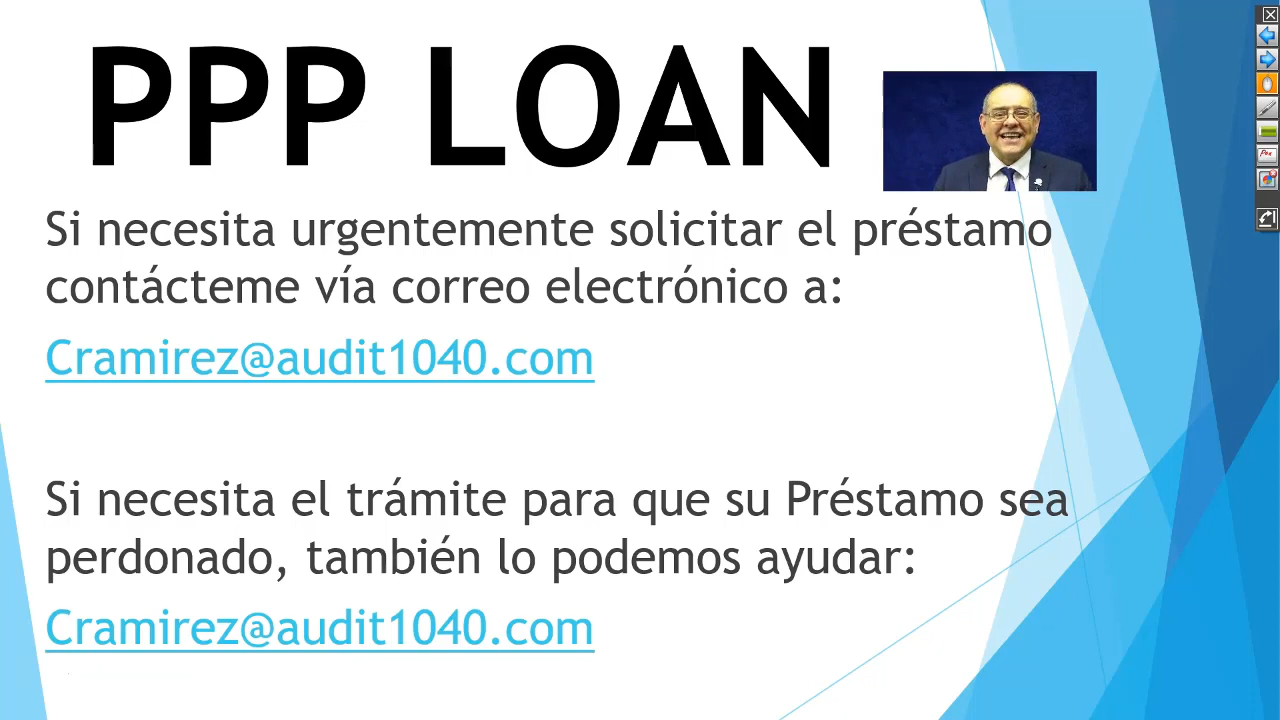 PPP LOAN
Si necesita urgentemente solicitar el préstamo
contácteme vía correo electrónico a:
Cramirez@audit1040.com
Si necesita el trámite para que su Préstamo sea
perdonado, también lo podemos ayudar:
Cramirez@audit1040.com